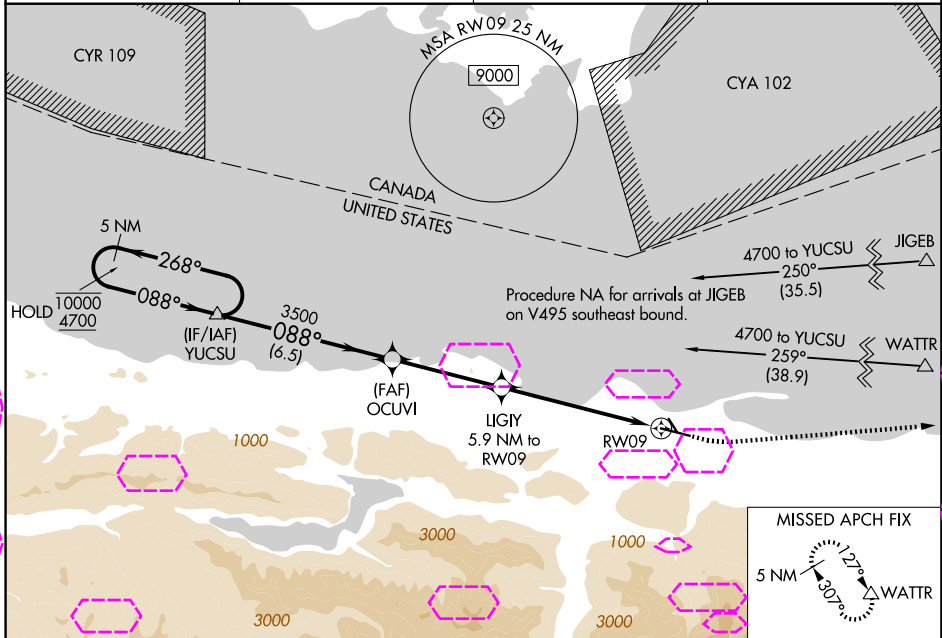 MSA RW09 25 NM
9000
CYR 109
CYA 102
CANADA
UNITED STATES
5 NM
268°
088°
HOLD
10000
4700
(IF/IAF)
YUCSU
3500
088°
(6.5)
(FAF)
OCUVI
LIGIY
5.9 NM to
RW09
RW09
4700 to YUCSU
250°
(35.5)
JIGEB
Procedure NA for arrivals at JIGEB
on V495 southeast bound.
4700 to YUCSU
259°
(38.9)
WATTR
1000
3000
1000
3000
3000
MISSED APCH FIX
5 NM
127°
307°
WATTR